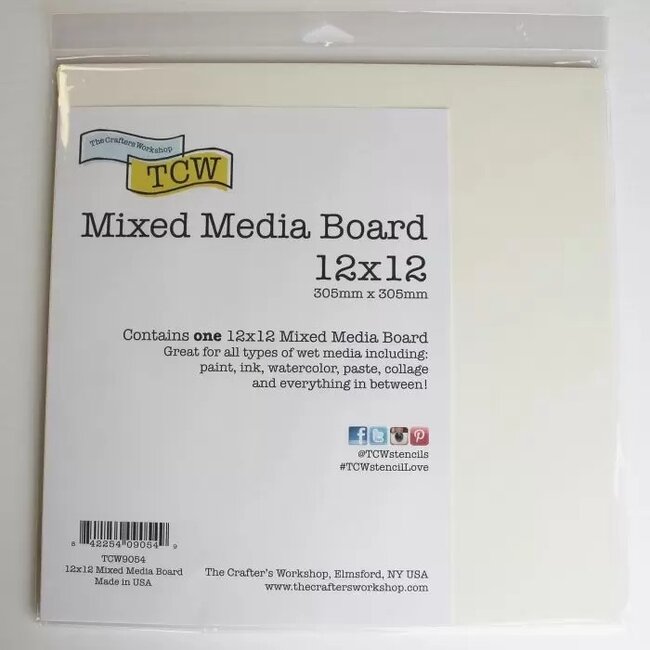 The Crafters Workshop
TCW
Mixed Media Board
12x12
305mm x 305mm
Contains one 12x12 Mixed Media Board
Great for all types of wet media including:
paint, ink, watercolor, paste, collage
and everything in between!
@TCWstencils
#TCWstencilLove
8 42254 09054 9
TCW9054
12x12 Mixed Media Board
Made in USA
The Crafter's Workshop, Elmsford, NY USA
www.thecraftersworkshop.com